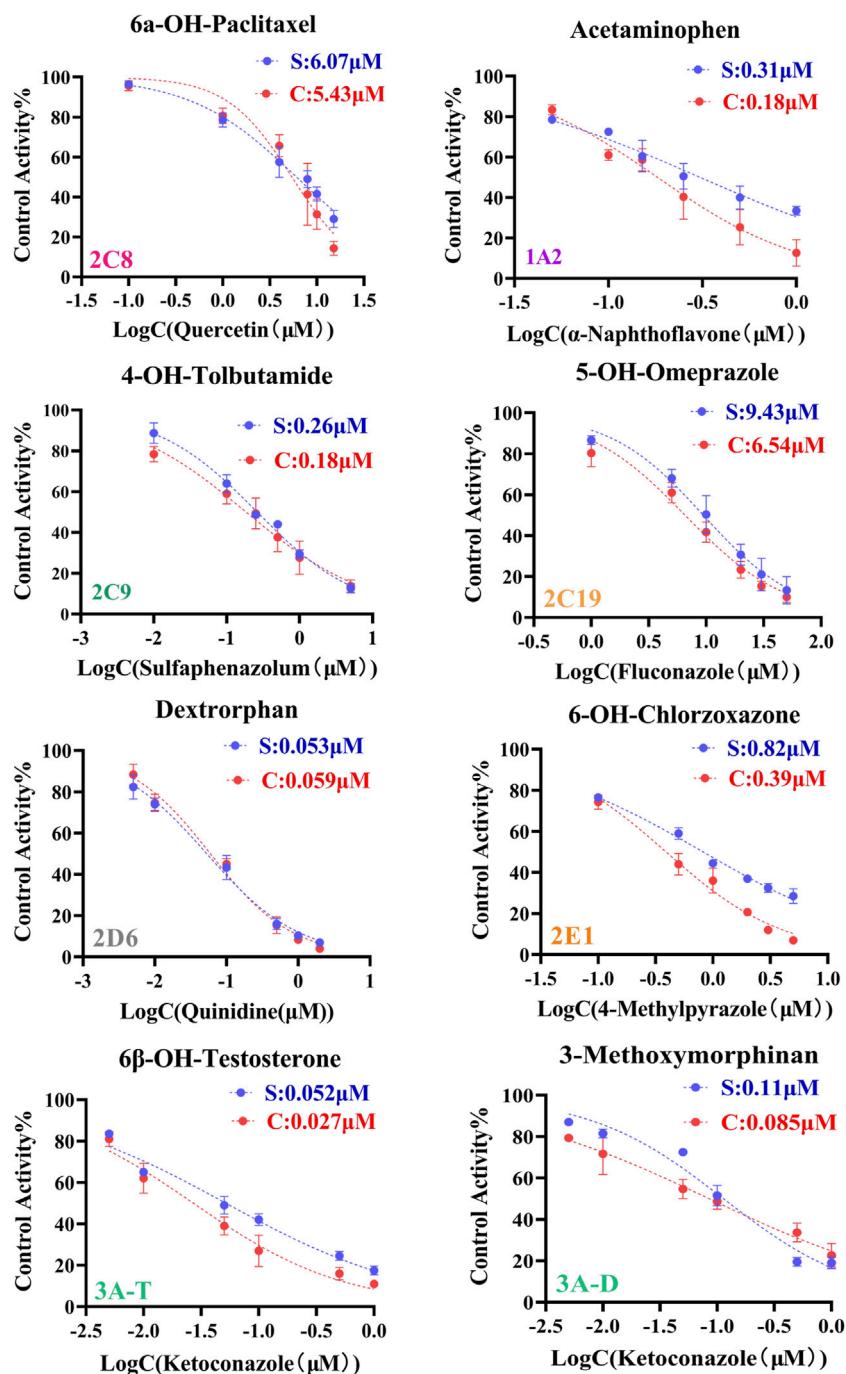 6a-OH-Paclitaxel
S:6.07μM
C:5.43μM
Control Activity%
100
80
60
40
20
0
2C8
-1.5 -1.0 -0.5 0.0 0.5 1.0 1.5
LogC(Quercetin(μM))
Acetaminophen
S:0.31μM
C:0.18μM
Control Activity%
100
80
60
40
20
0
1A2
-1.5 -1.0 -0.5 0.0
LogC(α-Naphthoflavone(μM))
4-OH-Tolbutamide
S:0.26μM
C:0.18μM
Control Activity%
100
80
60
40
20
0
2C9
-3 -2 -1 0 1
LogC(Sulfaphenazolum(μM))
5-OH-Omeprazole
S:9.43μM
C:6.54μM
Control Activity%
100
80
60
40
20
0
2C19
-0.5 0.0 0.5 1.0 1.5 2.0
LogC(Fluconazole(μM))
Dextrorphan
S:0.053μM
C:0.059μM
Control Activity%
100
80
60
40
20
0
2D6
-3 -2 -1 0 1
LogC(Quinidine(μM))
6-OH-Chlorzoxazone
S:0.82μM
C:0.39μM
Control Activity%
100
80
60
40
20
0
2E1
-1.5 -1.0 -0.5 0.0 0.5 1.0
LogC(4-Methylpyrazole(μM))
6β-OH-Testosterone
S:0.052μM
C:0.027μM
Control Activity%
100
80
60
40
20
0
3A-T
-2.5 -2.0 -1.5 -1.0 -0.5 0.0
LogC(Ketoconazole(μM))
3-Methoxymorphinan
S:0.11μM
C:0.085μM
Control Activity%
100
80
60
40
20
0
3A-D
-2.5 -2.0 -1.5 -1.0 -0.5 0.0
LogC(Ketoconazole(μM))